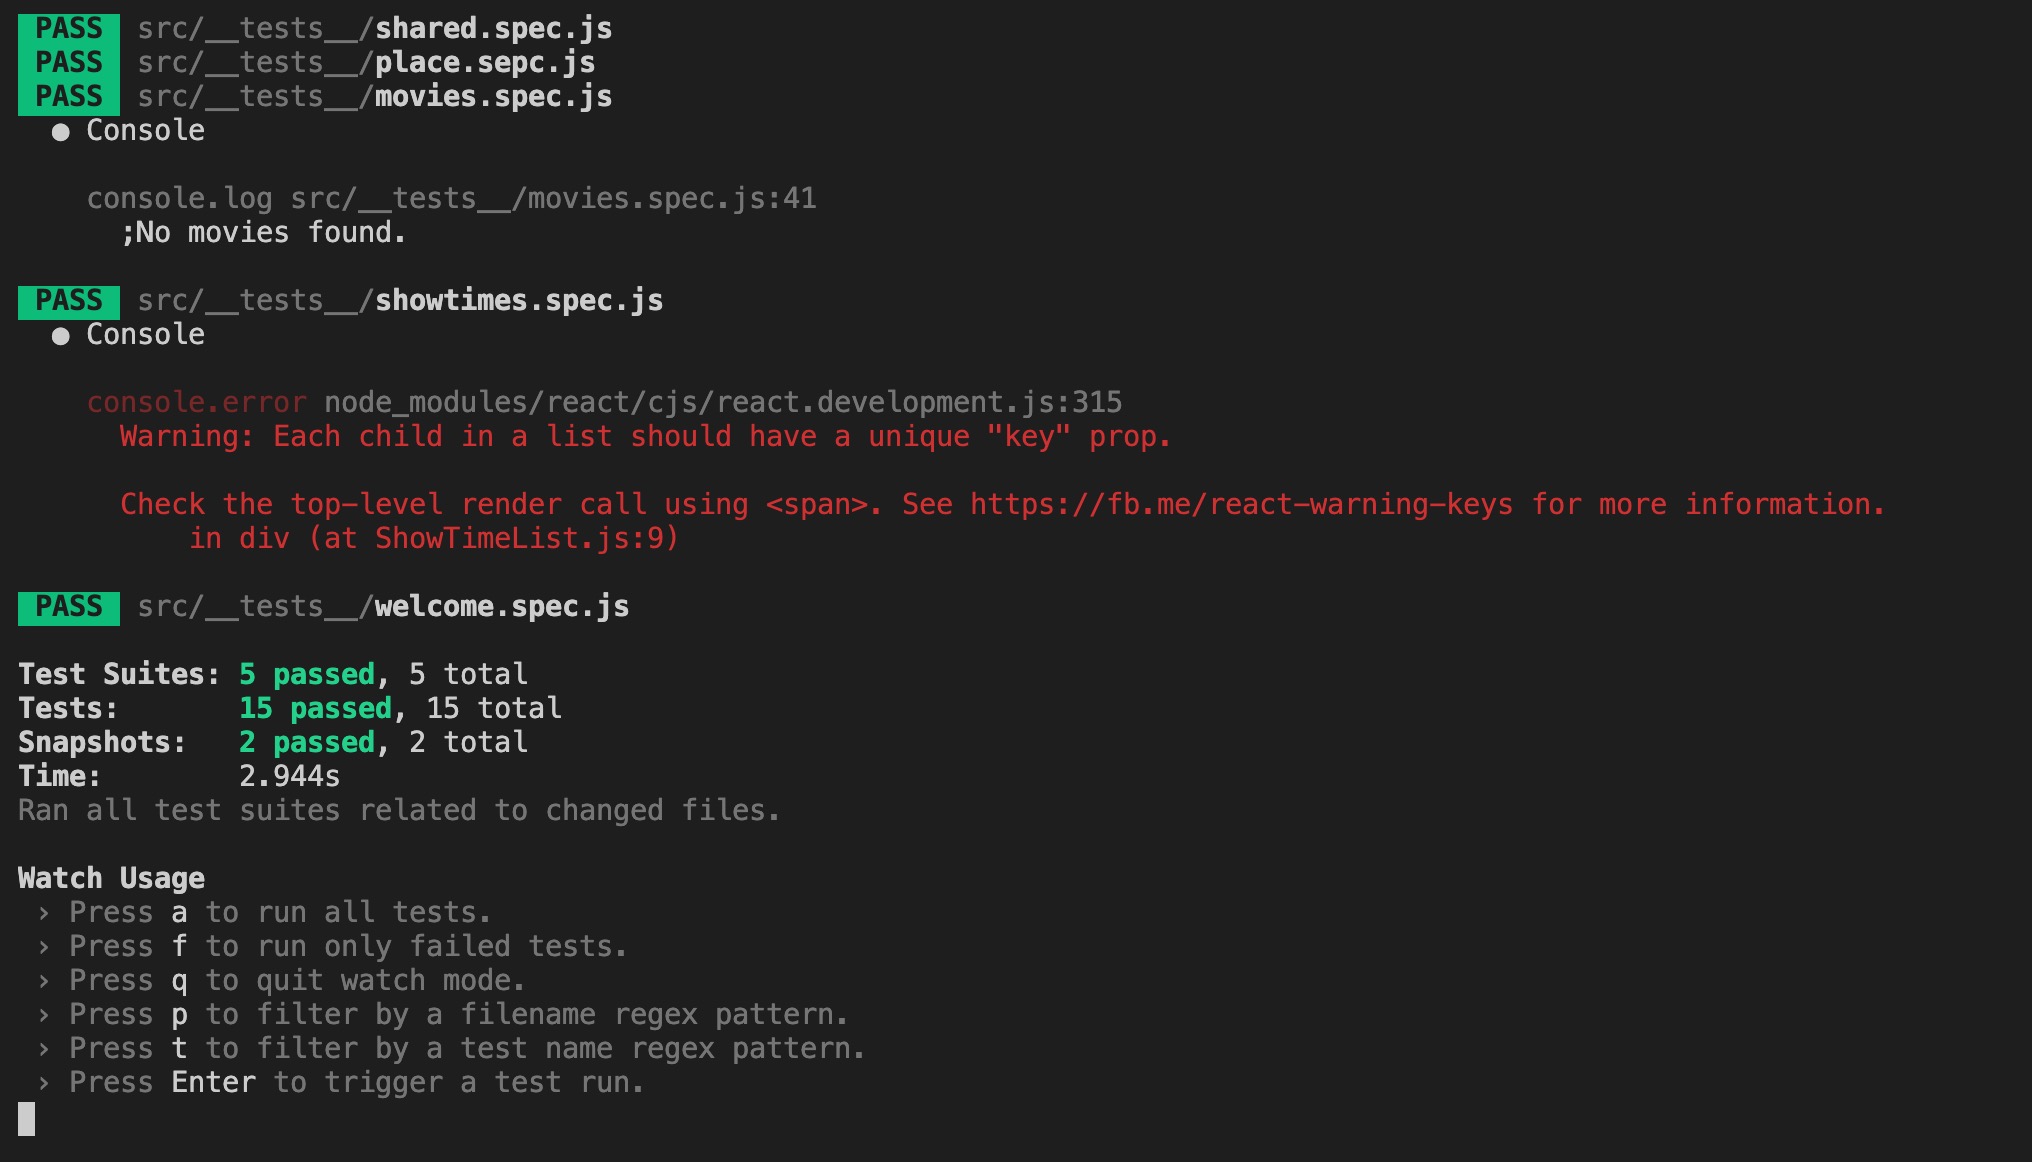 PASS src/__tests__/shared.spec.js
PASS src/__tests__/place.sepc.js
PASS src/__tests__/movies.spec.js
● Console
console.log src/__tests__/movies.spec.js:41
;No movies found.
PASS src/__tests__/showtimes.spec.js
● Console
console.error node_modules/react/cjs/react.development.js:315
Warning: Each child in a list should have a unique "key" prop.
Check the top-level render call using <span>. See https://fb.me/react-warning-keys for more information.
in div (at ShowTimeList.js:9)
PASS src/__tests__/welcome.spec.js
Test Suites: 5 passed, 5 total
Tests: 15 passed, 15 total
Snapshots: 2 passed, 2 total
Time: 2.944s
Ran all test suites related to changed files.
Watch Usage
› Press a to run all tests.
› Press f to run only failed tests.
› Press q to quit watch mode.
› Press p to filter by a filename regex pattern.
› Press t to filter by a test name regex pattern.
› Press Enter to trigger a test run.